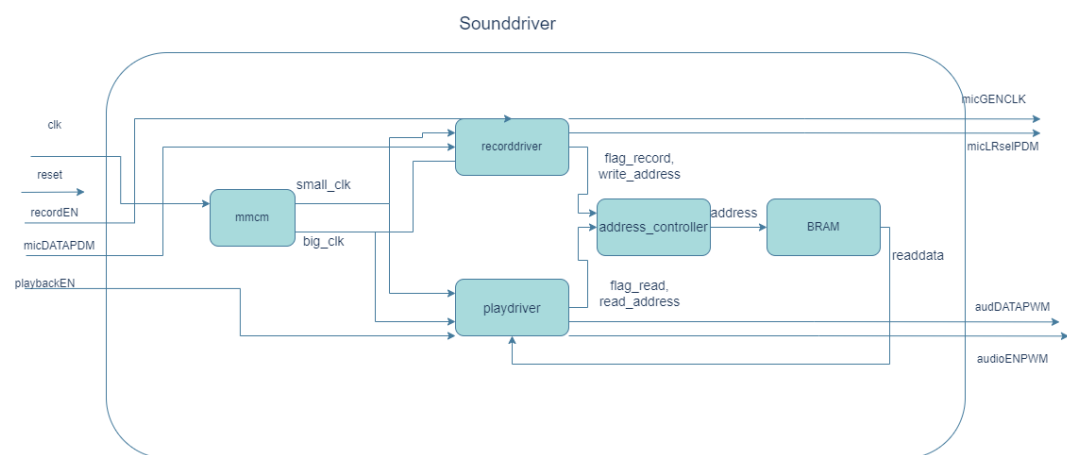 Sounddriver
micGENCLK
clk
recorddriver
micLRselPDM
flag_record,
write_address
reset
small_clk
recordEN
mmcm
address_controller
address
BRAM
micDATAPDM
big_clk
readdata
playbackEN
flag_read,
read_address
playdriver
audDATAPWM
audioENPWM